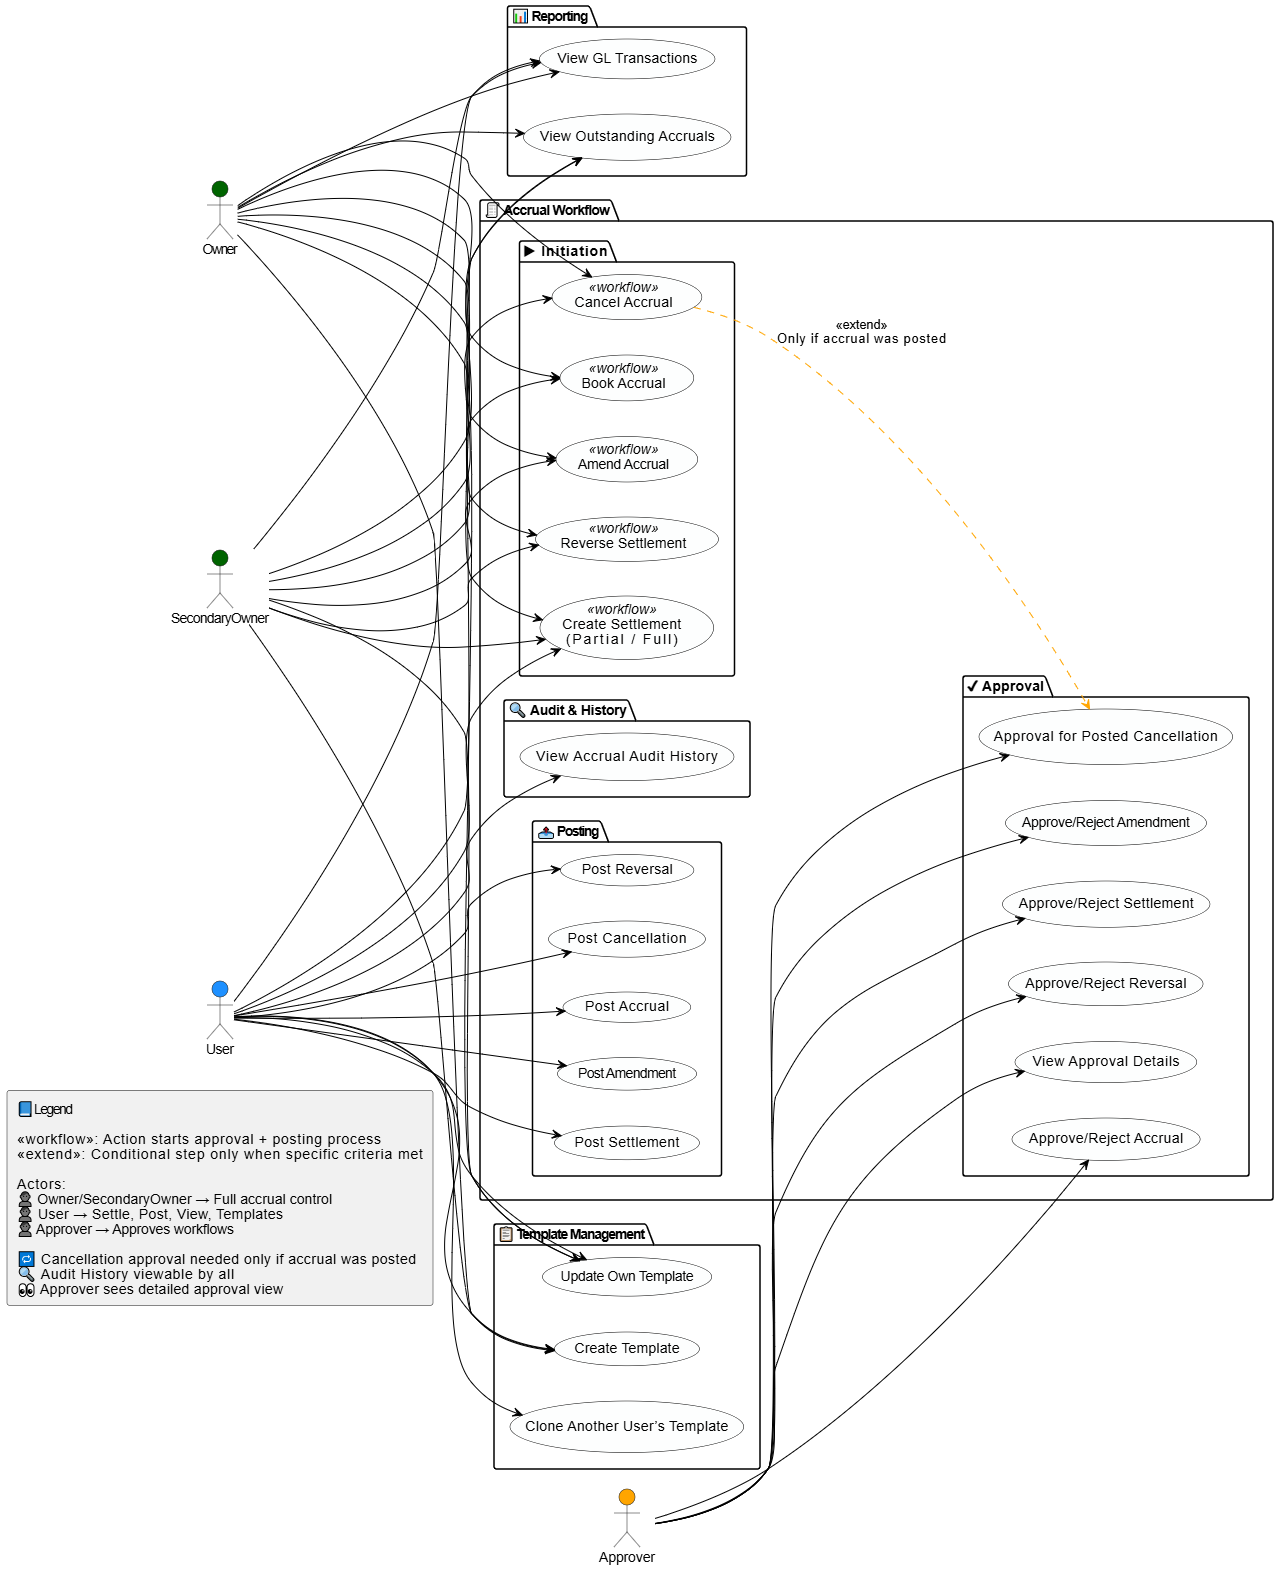 Reporting
View GL Transactions
View Outstanding Accruals
Owner
Accrual Workflow
Initiation
«workflow»
Cancel Accrual
«extend»
Only if accrual was posted
«workflow»
Book Accrual
«workflow»
Amend Accrual
«workflow»
Reverse Settlement
SecondaryOwner
«workflow»
Create Settlement
(Partial / Full)
Audit & History
View Accrual Audit History
Posting
Post Reversal
Post Cancellation
Post Accrual
Post Amendment
Post Settlement
Approval
Approval for Posted Cancellation
Approve/Reject Amendment
Approve/Reject Settlement
Approve/Reject Reversal
View Approval Details
Approve/Reject Accrual
User
Legend
«workflow»: Action starts approval + posting process
«extend»: Conditional step only when specific criteria met
Actors:
Owner/SecondaryOwner → Full accrual control
User → Settle, Post, View, Templates
Approver → Approves workflows
Cancellation approval needed only if accrual was posted
Audit History viewable by all
Approver sees detailed approval view
Template Management
Update Own Template
Create Template
Clone Another User's Template
Approver